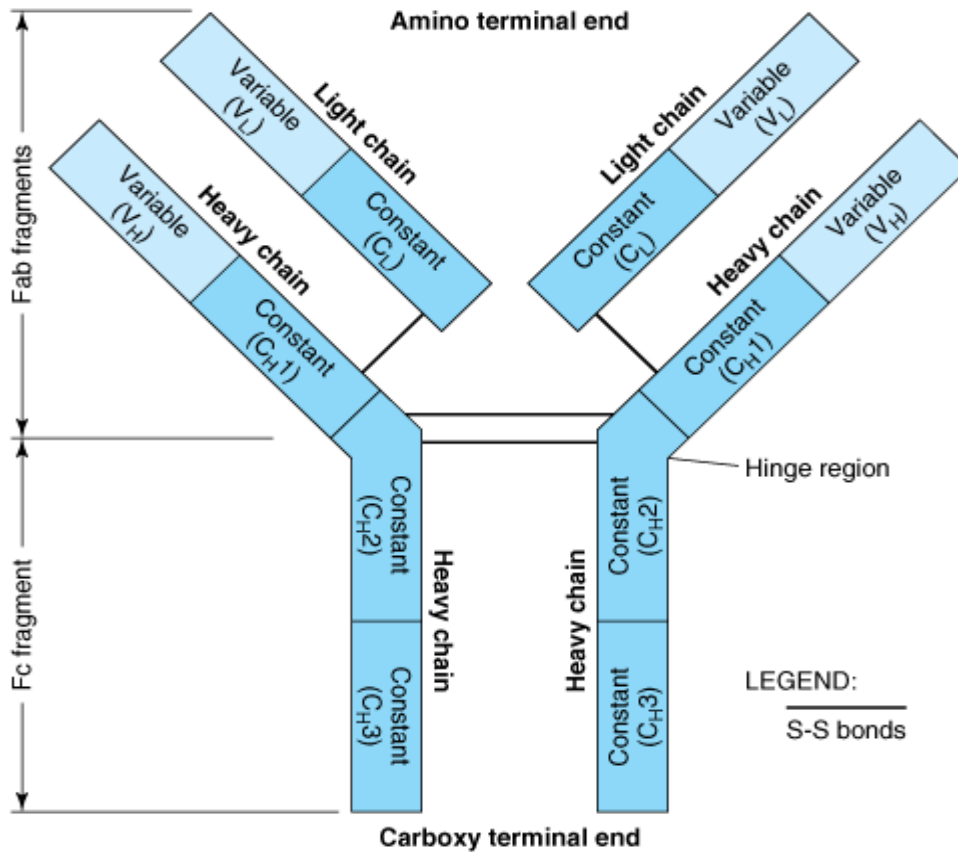 Amino terminal end
Variable
(VL)
Light chain
Constant
(CL)
Variable
(VH)
Heavy chain
Constant
(CH1)
Light chain
Variable
(VL)
Constant
(CL)
Heavy chain
Variable
(VH)
Constant
(CH1)
Fab fragments
Hinge region
Constant
(CH2)
Heavy chain
Constant
(CH3)
Heavy chain
Constant
(CH2)
Constant
(CH3)
Fc fragment
LEGEND:
S-S bonds
Carboxy terminal end